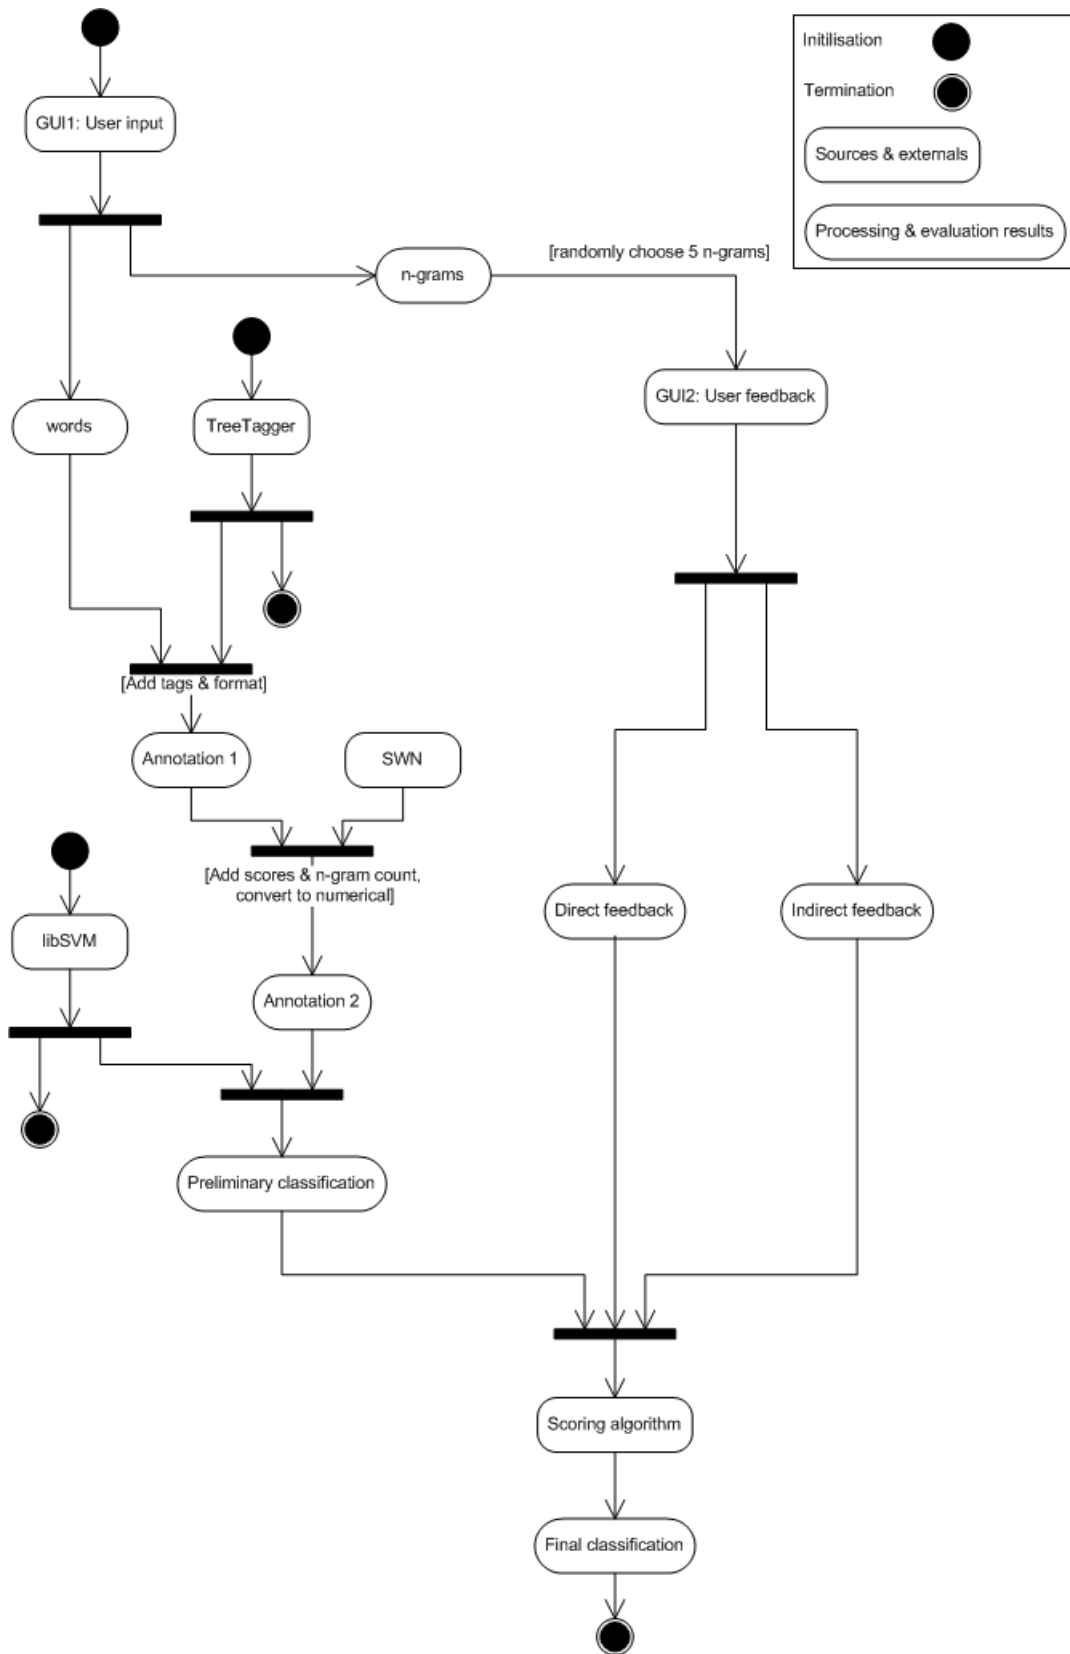 Initilisation
Termination
Sources & externals
Processing & evaluation results
GUI1: User input
n-grams
[randomly choose 5 n-grams]
GUI2: User feedback
words
TreeTagger
[Add tags & format]
Annotation 1
SWN
[Add scores & n-gram count,
convert to numerical]
Direct feedback
Indirect feedback
libSVM
Annotation 2
Preliminary classification
Scoring algorithm
Final classification